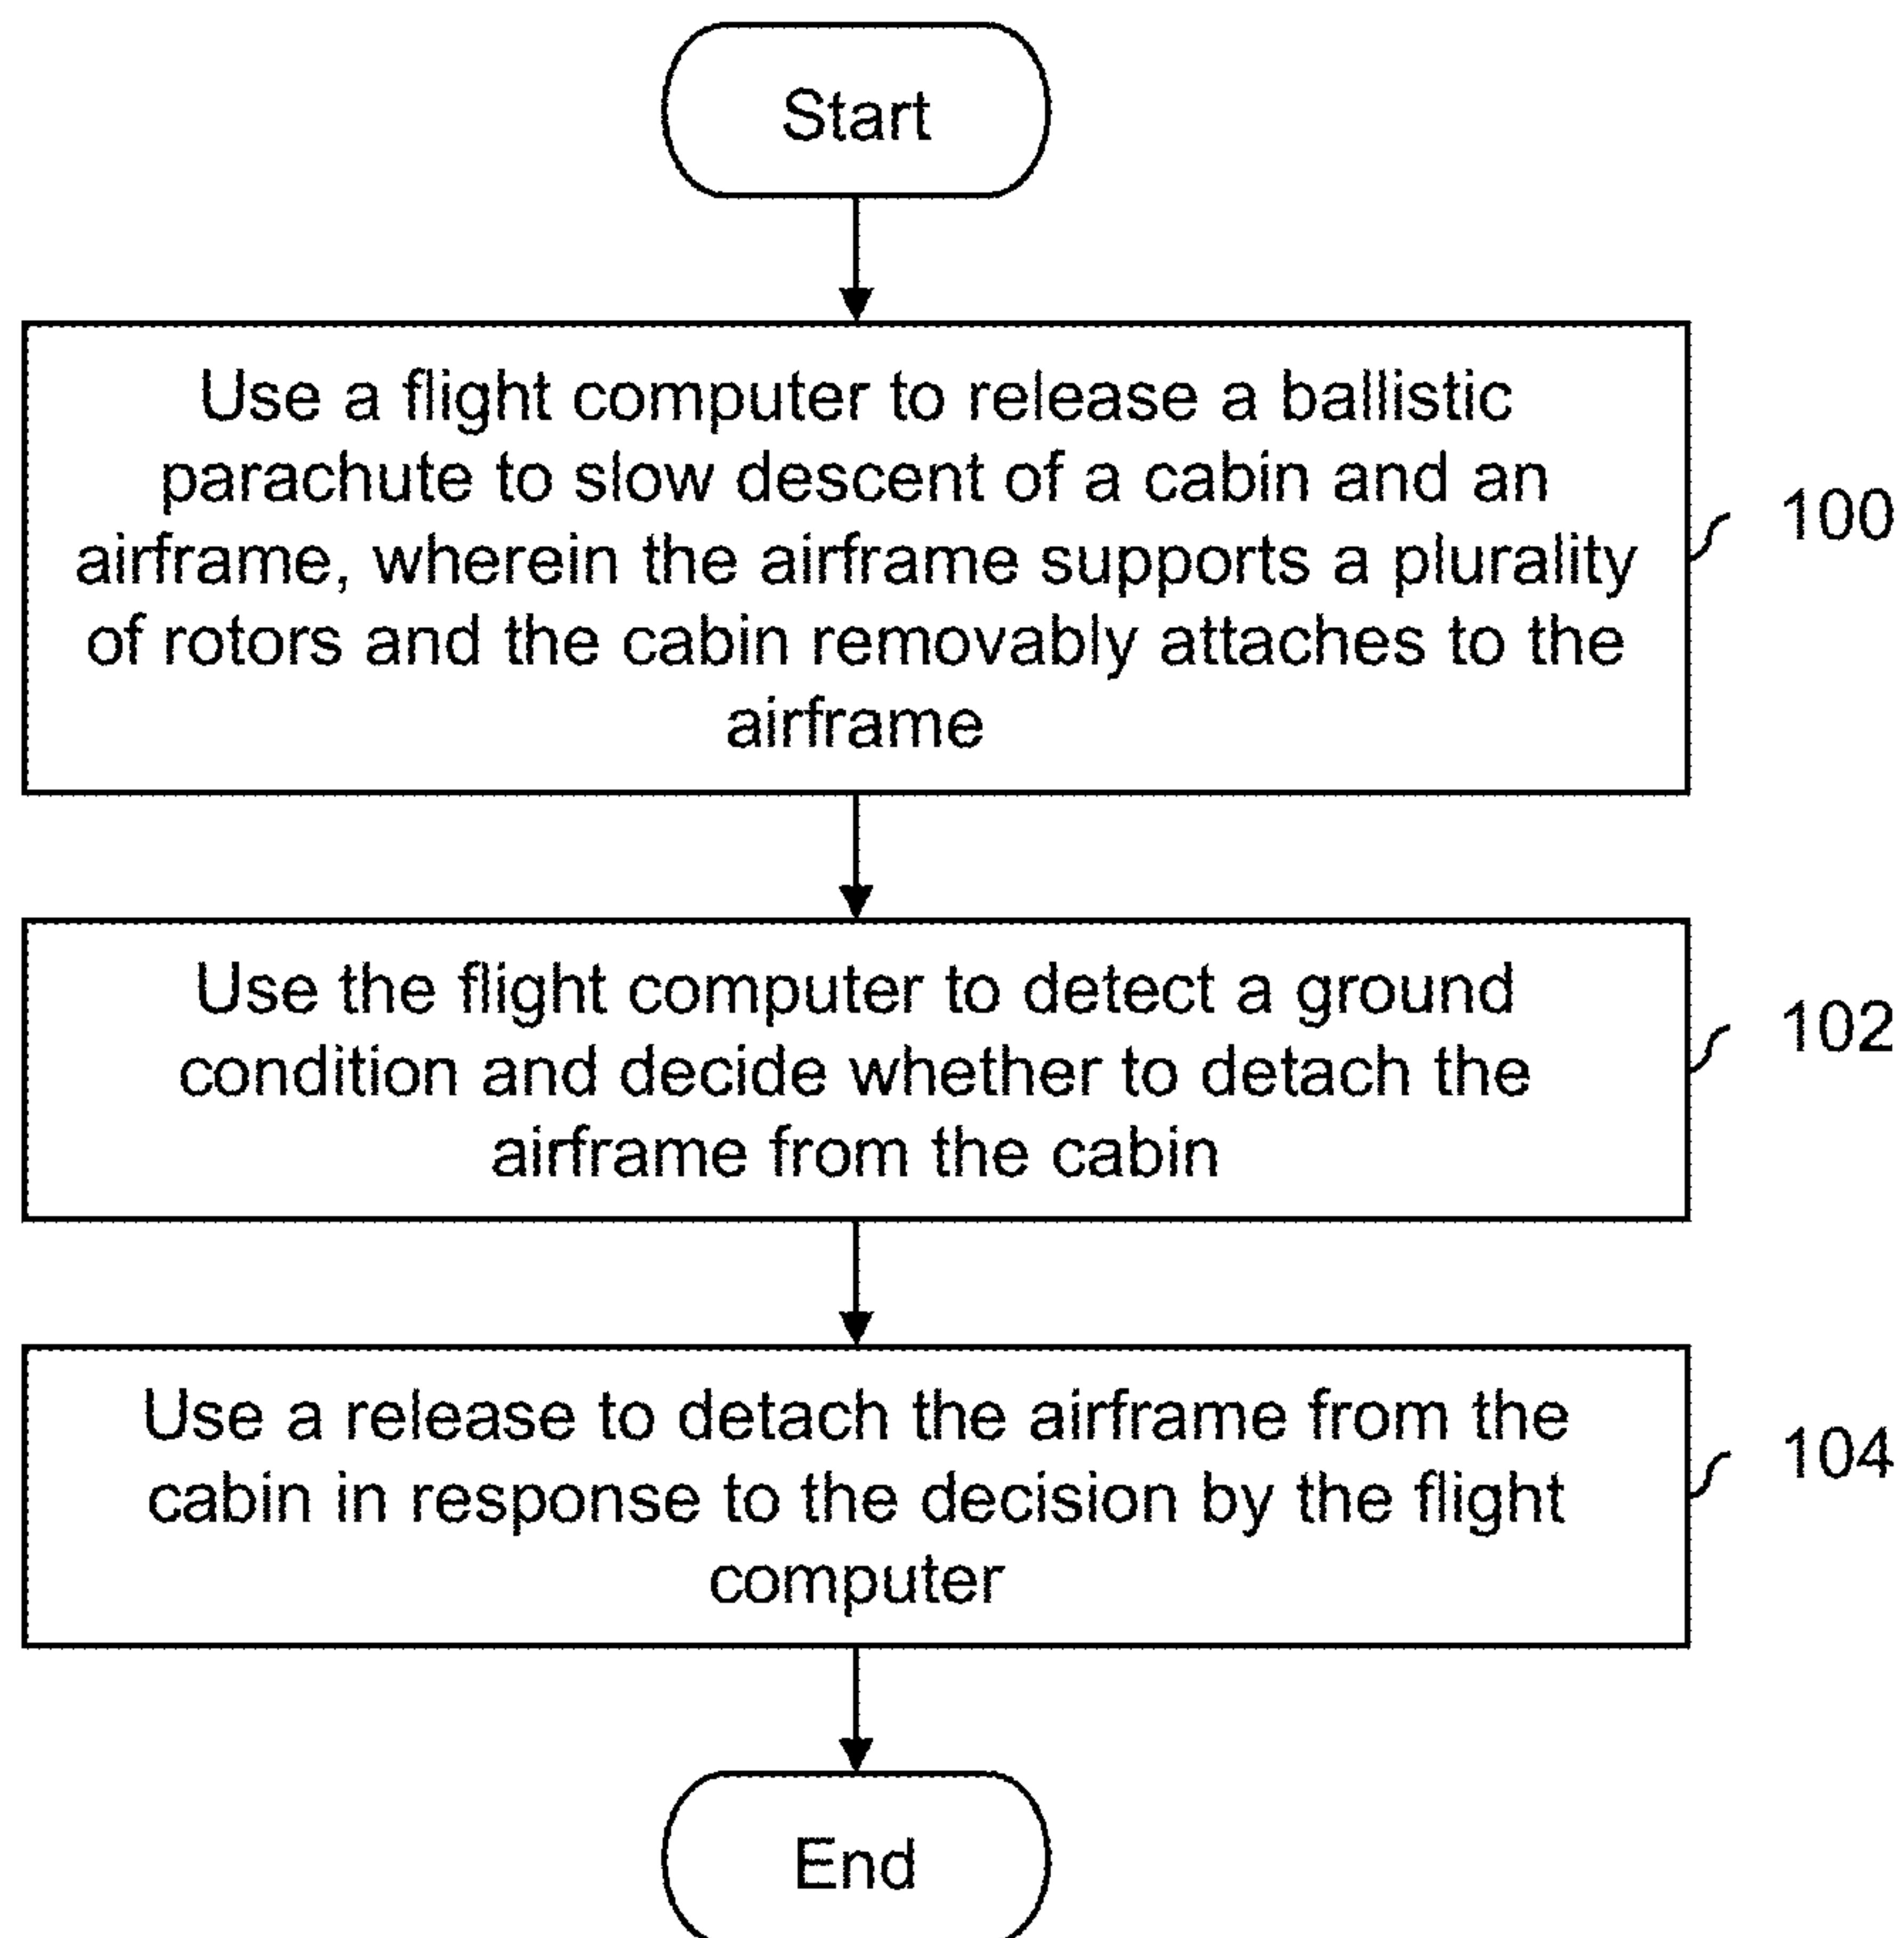 Start
Use a flight computer to release a ballistic
parachute to slow descent of a cabin and an
airframe, wherein the airframe supports a plurality
of rotors and the cabin removably attaches to the
airframe
100
Use the flight computer to detect a ground
condition and decide whether to detach the
airframe from the cabin
102
Use a release to detach the airframe from the
cabin in response to the decision by the flight
computer
104
End